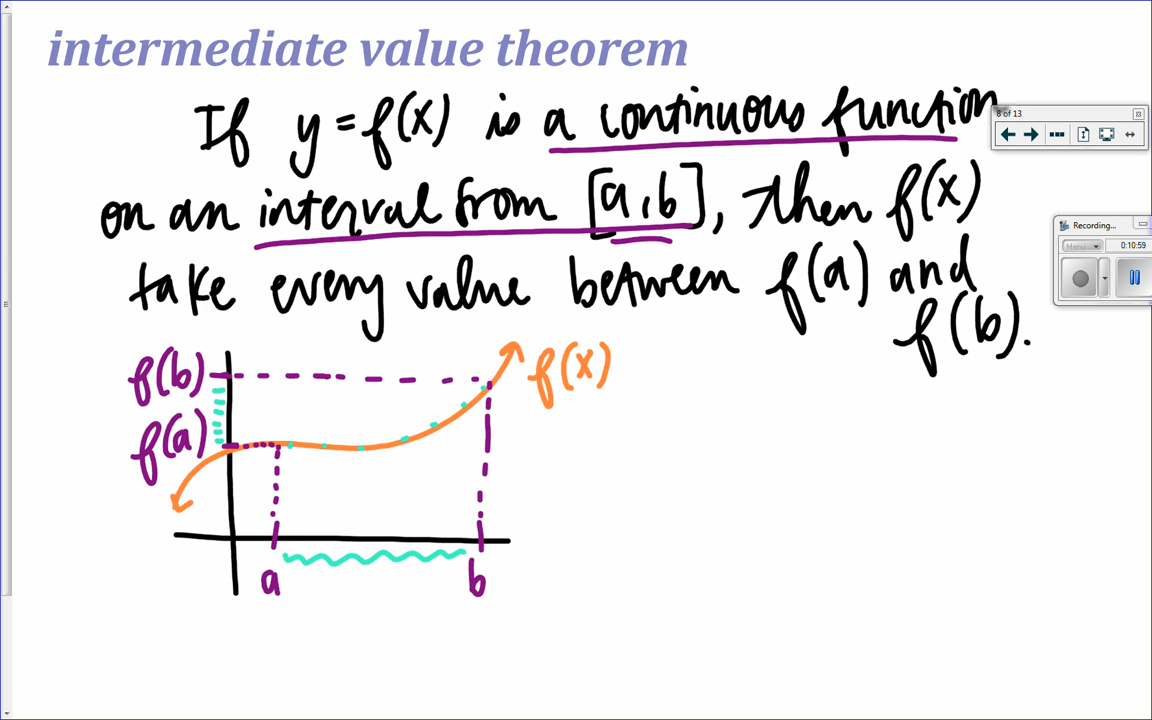 intermediate value theorem
If y = f(x) is a continuous function
8 of 13
on an interval from [a,b], then f(x)
Recording...
Menu
0:10:59
take every value between f(a) and
f(b).
f(b)
f(x)
f(a)
a
b